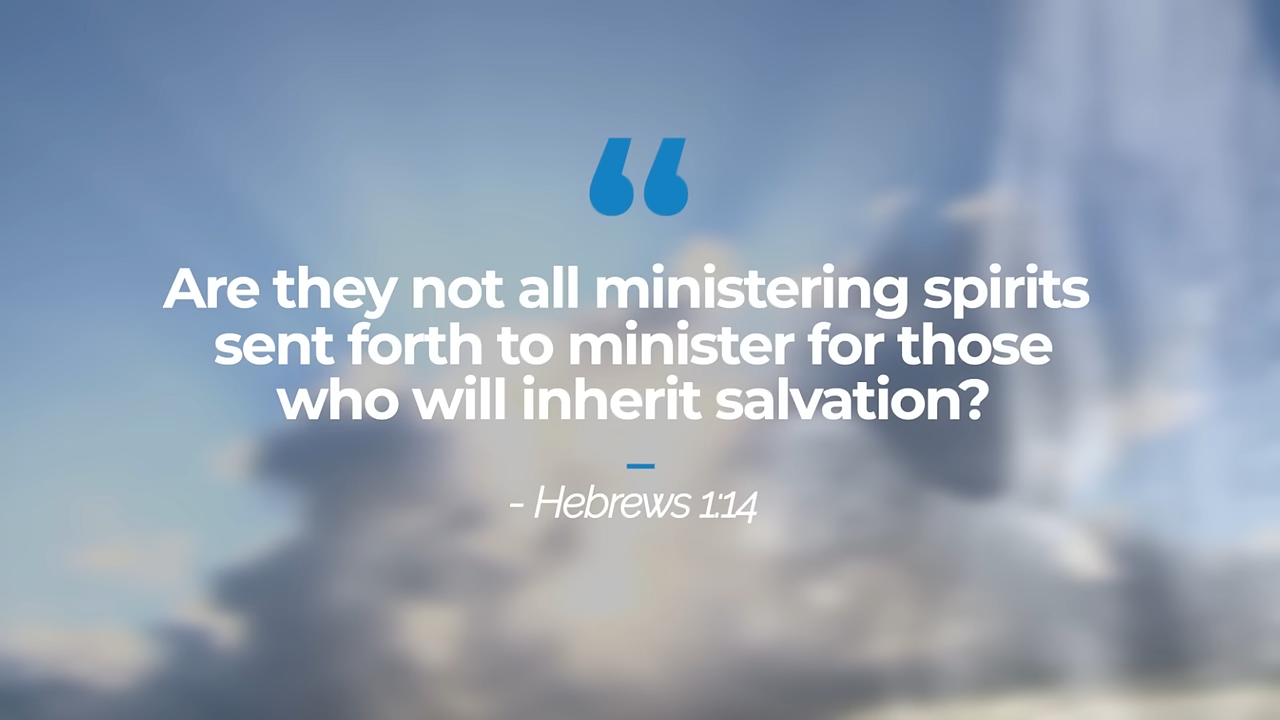 “
Are they not all ministering spirits
sent forth to minister for those
who will inherit salvation?
- Hebrews 1:14